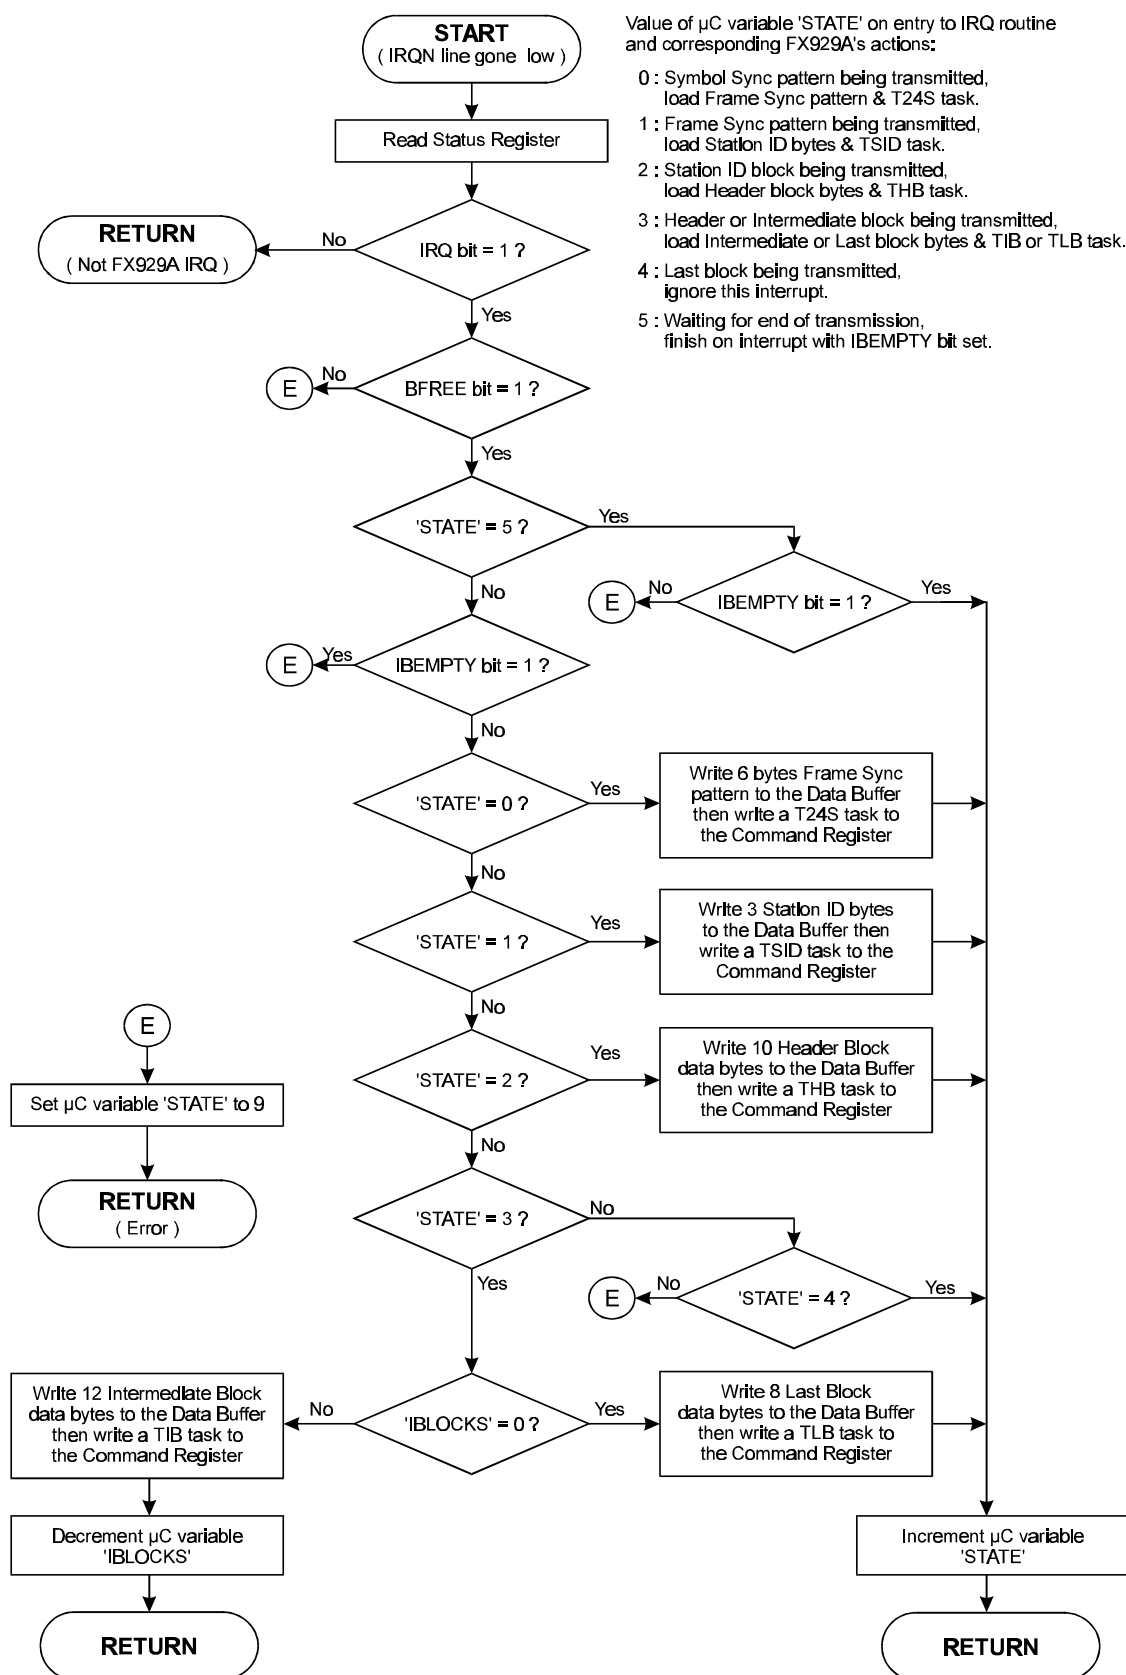 START
( IRQN line gone low )
Value of µC variable 'STATE' on entry to IRQ routine
and corresponding FX929A's actions:
0 : Symbol Sync pattern being transmitted,
load Frame Sync pattern & T24S task.
1 : Frame Sync pattern being transmitted,
load Station ID bytes & TSID task.
2 : Station ID block being transmitted,
load Header block bytes & THB task.
3 : Header or Intermediate block being transmitted,
load Intermediate or Last block bytes & TIB or TLB task.
4 : Last block being transmitted,
ignore this interrupt.
5 : Waiting for end of transmission,
finish on interrupt with IBEMPTY bit set.
Read Status Register
IRQ bit = 1 ?
No
RETURN
( Not FX929A IRQ )
Yes
BFREE bit = 1 ?
No
E
Yes
'STATE' = 5 ?
Yes
No
IBEMPTY bit = 1 ?
No
E
Yes
IBEMPTY bit = 1 ?
Yes
E
No
'STATE' = 0 ?
Yes
Write 6 bytes Frame Sync
pattern to the Data Buffer
then write a T24S task to
the Command Register
No
'STATE' = 1 ?
Yes
Write 3 Station ID bytes
to the Data Buffer then
write a TSID task to the
Command Register
No
'STATE' = 2 ?
Yes
Write 10 Header Block
data bytes to the Data Buffer
then write a THB task to
the Command Register
No
E
Set µC variable 'STATE' to 9
RETURN
( Error )
'STATE' = 3 ?
No
Yes
'STATE' = 4 ?
No
E
Yes
'IBLOCKS' = 0 ?
No
Write 12 Intermediate Block
data bytes to the Data Buffer
then write a TIB task to
the Command Register
Yes
Write 8 Last Block
data bytes to the Data Buffer
then write a TLB task to
the Command Register
Decrement µC variable
'IBLOCKS'
Increment µC variable
'STATE'
RETURN
RETURN